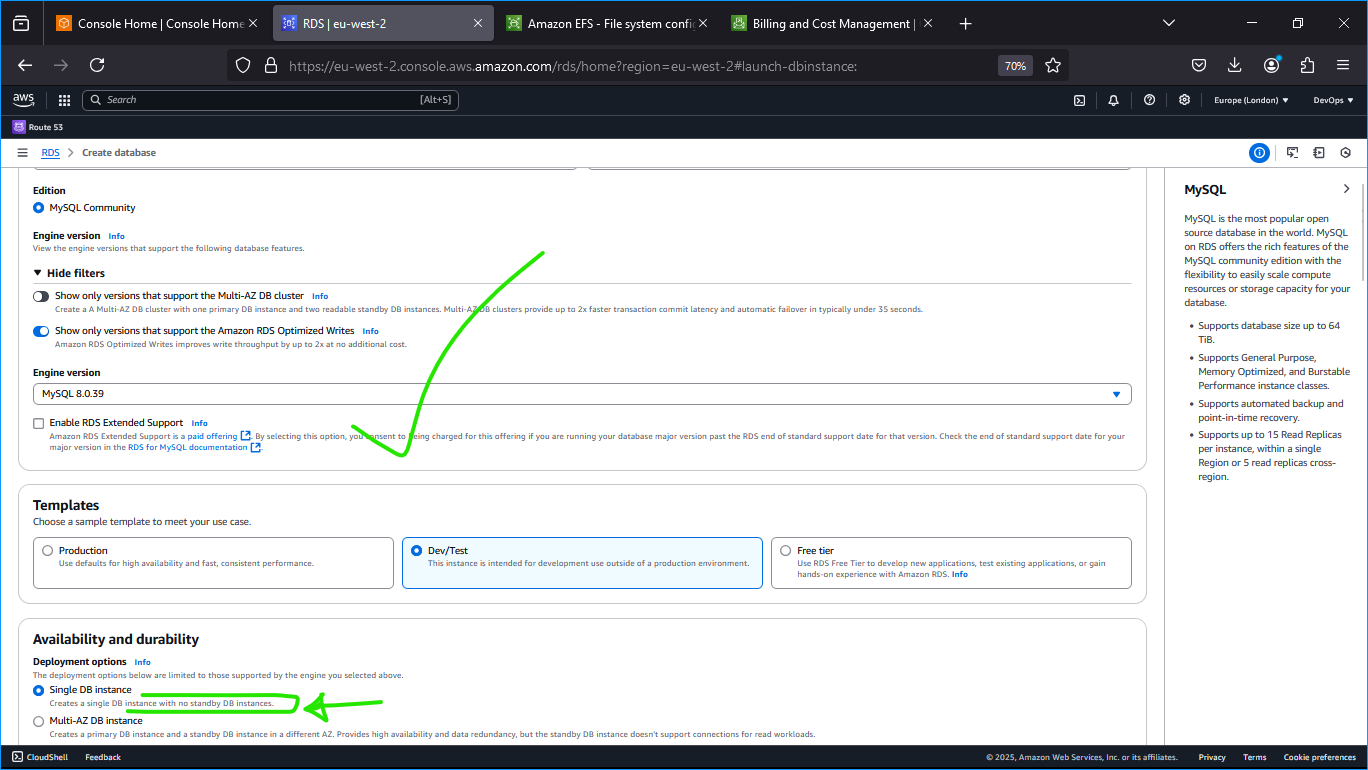 Console Home | Console Home
RDS | eu-west-2
Amazon EFS - File system confi
Billing and Cost Management |
https://eu-west-2.console.aws.amazon.com/rds/home?region=eu-west-2#launch-dbinstance:
70%
aws
Search
[Alt+S]
Europe (London)
DevOps
Route 53
RDS
Create database
Edition
MySQL Community
Engine version Info
View the engine versions that support the following database features.
Hide filters
Show only versions that support the Multi-AZ DB cluster Info
Create a A Multi-AZ DB cluster with one primary DB instance and two readable standby DB instances. Multi-AZ DB clusters provide up to 2x faster transaction commit latency and automatic failover in typically under 35 seconds.
Show only versions that support the Amazon RDS Optimized Writes Info
Amazon RDS Optimized Writes improves write throughput by up to 2x at no additional cost.
Engine version
MySQL 8.0.39
Enable RDS Extended Support Info
Amazon RDS Extended Support is a paid offering. By selecting this option, you consent to being charged for this offering if you are running your database major version past the RDS end of standard support date for that version. Check the end of standard support date for your
major version in the RDS for MySQL documentation.
Templates
Choose a sample template to meet your use case.
Production
Use defaults for high availability and fast, consistent performance.
Dev/Test
This instance is intended for development use outside of a production environment.
Free tier
Use RDS Free Tier to develop new applications, test existing applications, or gain
hands-on experience with Amazon RDS. Info
Availability and durability
Deployment options Info
The deployment options below are limited to those supported by the engine you selected above.
Single DB instance
Creates a single DB instance with no standby DB instances.
Multi-AZ DB instance
Creates a primary DB instance and a standby DB instance in a different AZ. Provides high availability and data redundancy, but the standby DB instance doesn't support connections for read workloads.
MySQL
MySQL is the most popular open
source database in the world. MySQL
on RDS offers the rich features of the
MySQL community edition with the
flexibility to easily scale compute
resources or storage capacity for your
database.
• Supports database size up to 64
TiB.
• Supports General Purpose,
Memory Optimized, and Burstable
Performance instance classes.
• Supports automated backup and
point-in-time recovery.
• Supports up to 15 Read Replicas
per instance, within a single
Region or 5 read replicas cross-
region.
CloudShell
Feedback
© 2025, Amazon Web Services, Inc. or its affiliates.
Privacy
Terms
Cookie preferences